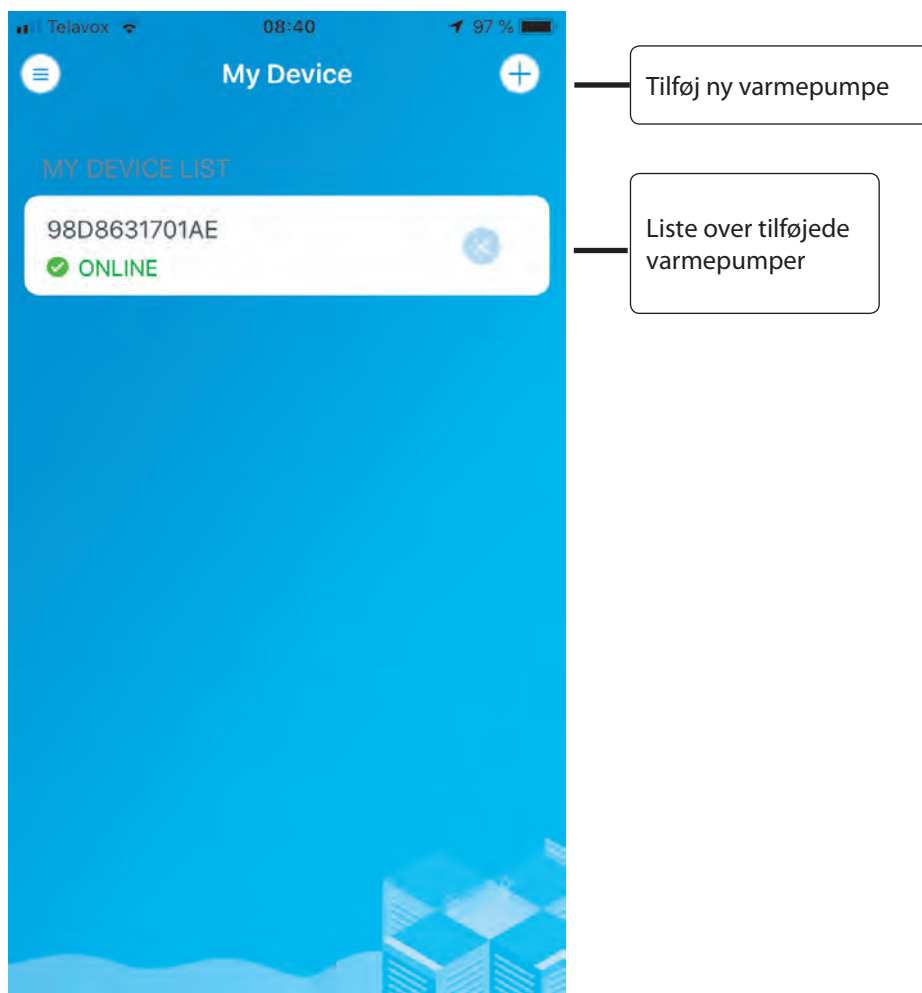 Telavox 08:40 97 %
My Device
Tilføj ny varmepumpe
MY DEVICE LIST
98D8631701AE
ONLINE
Liste over tilføjede
varmepumper